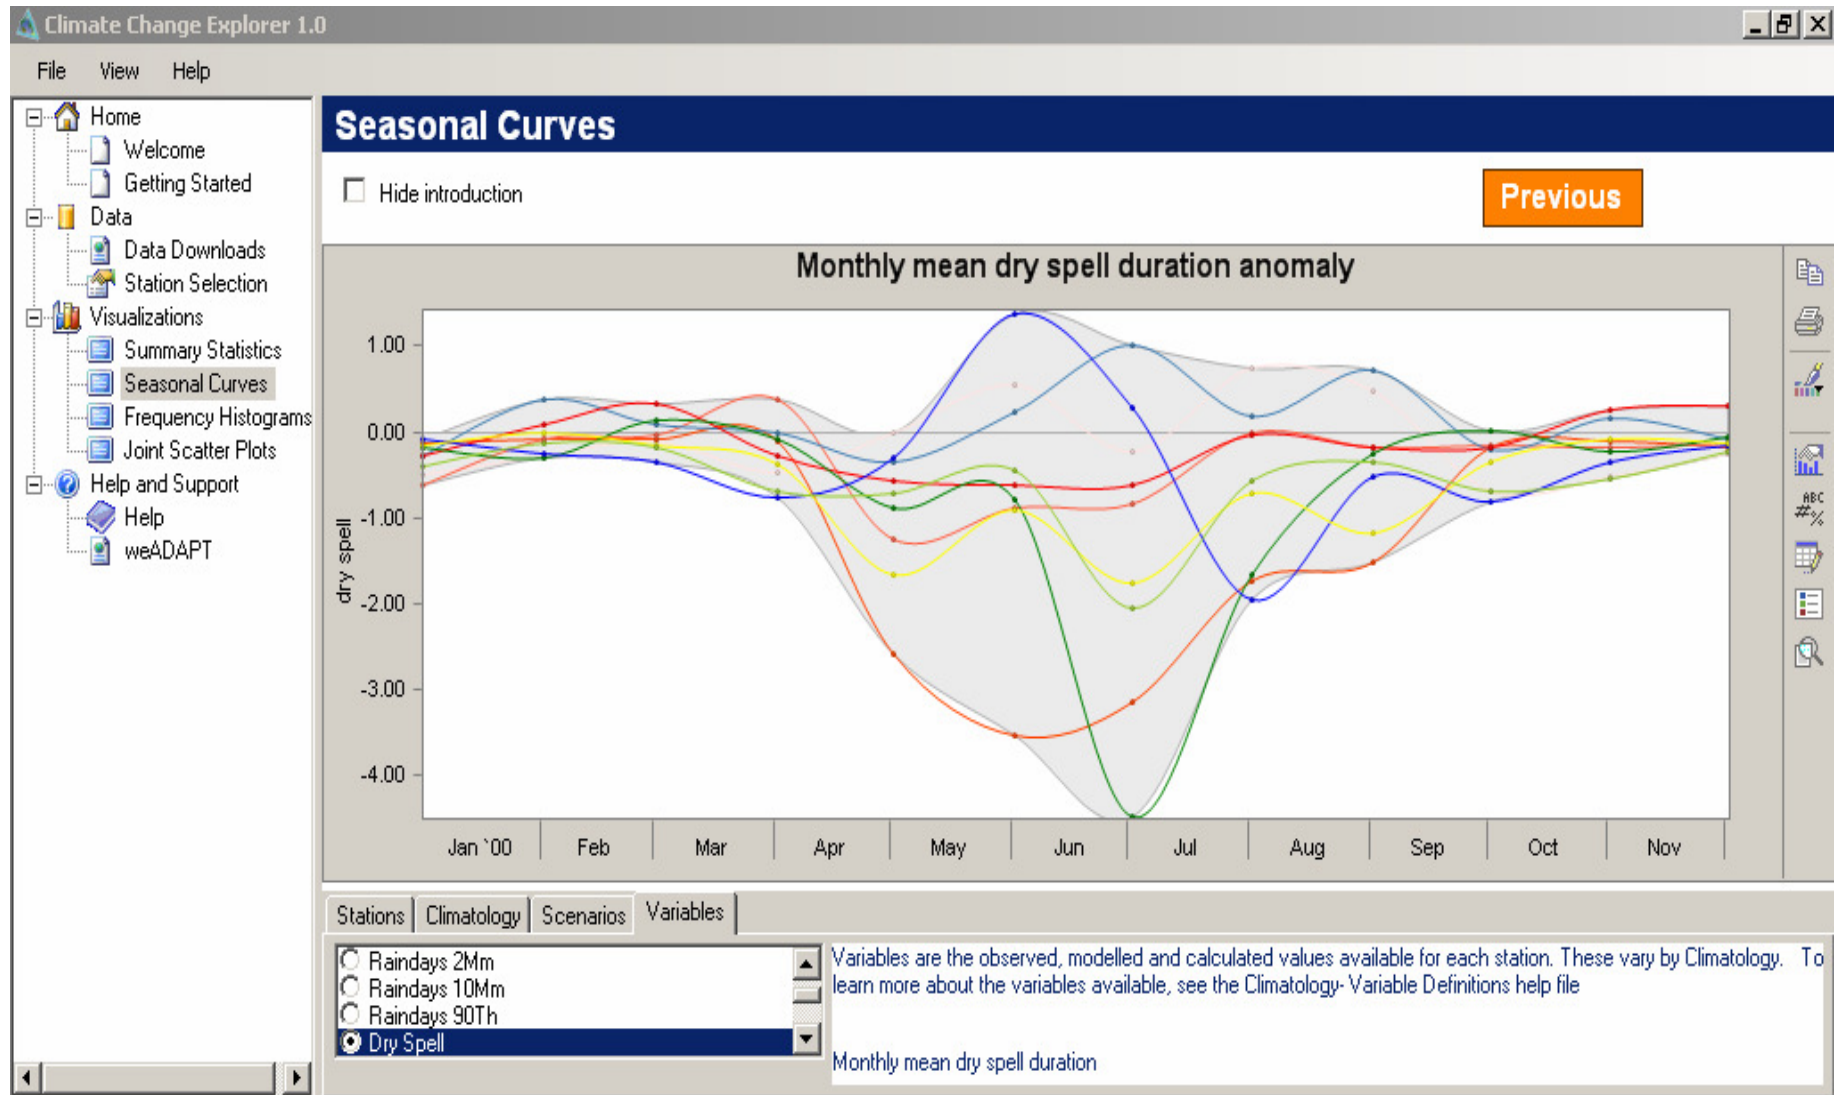 Climate Change Explorer 1.0
File View Help
Home
Welcome
Getting Started
Data
Data Downloads
Station Selection
Visualizations
Summary Statistics
Seasonal Curves
Frequency Histograms
Joint Scatter Plots
Help and Support
Help
weADAPT
Seasonal Curves
Hide introduction
Previous
Monthly mean dry spell duration anomaly
dry spell
1.00
0.00
-1.00
-2.00
-3.00
-4.00
Jan `00 Feb Mar Apr May Jun Jul Aug Sep Oct Nov
ABC
#%
Stations Climatology Scenarios Variables
Raindays 2Mm
Raindays 10Mm
Raindays 90Th
Dry Spell
Variables are the observed, modelled and calculated values available for each station. These vary by Climatology. To
learn more about the variables available, see the Climatology- Variable Definitions help file
Monthly mean dry spell duration